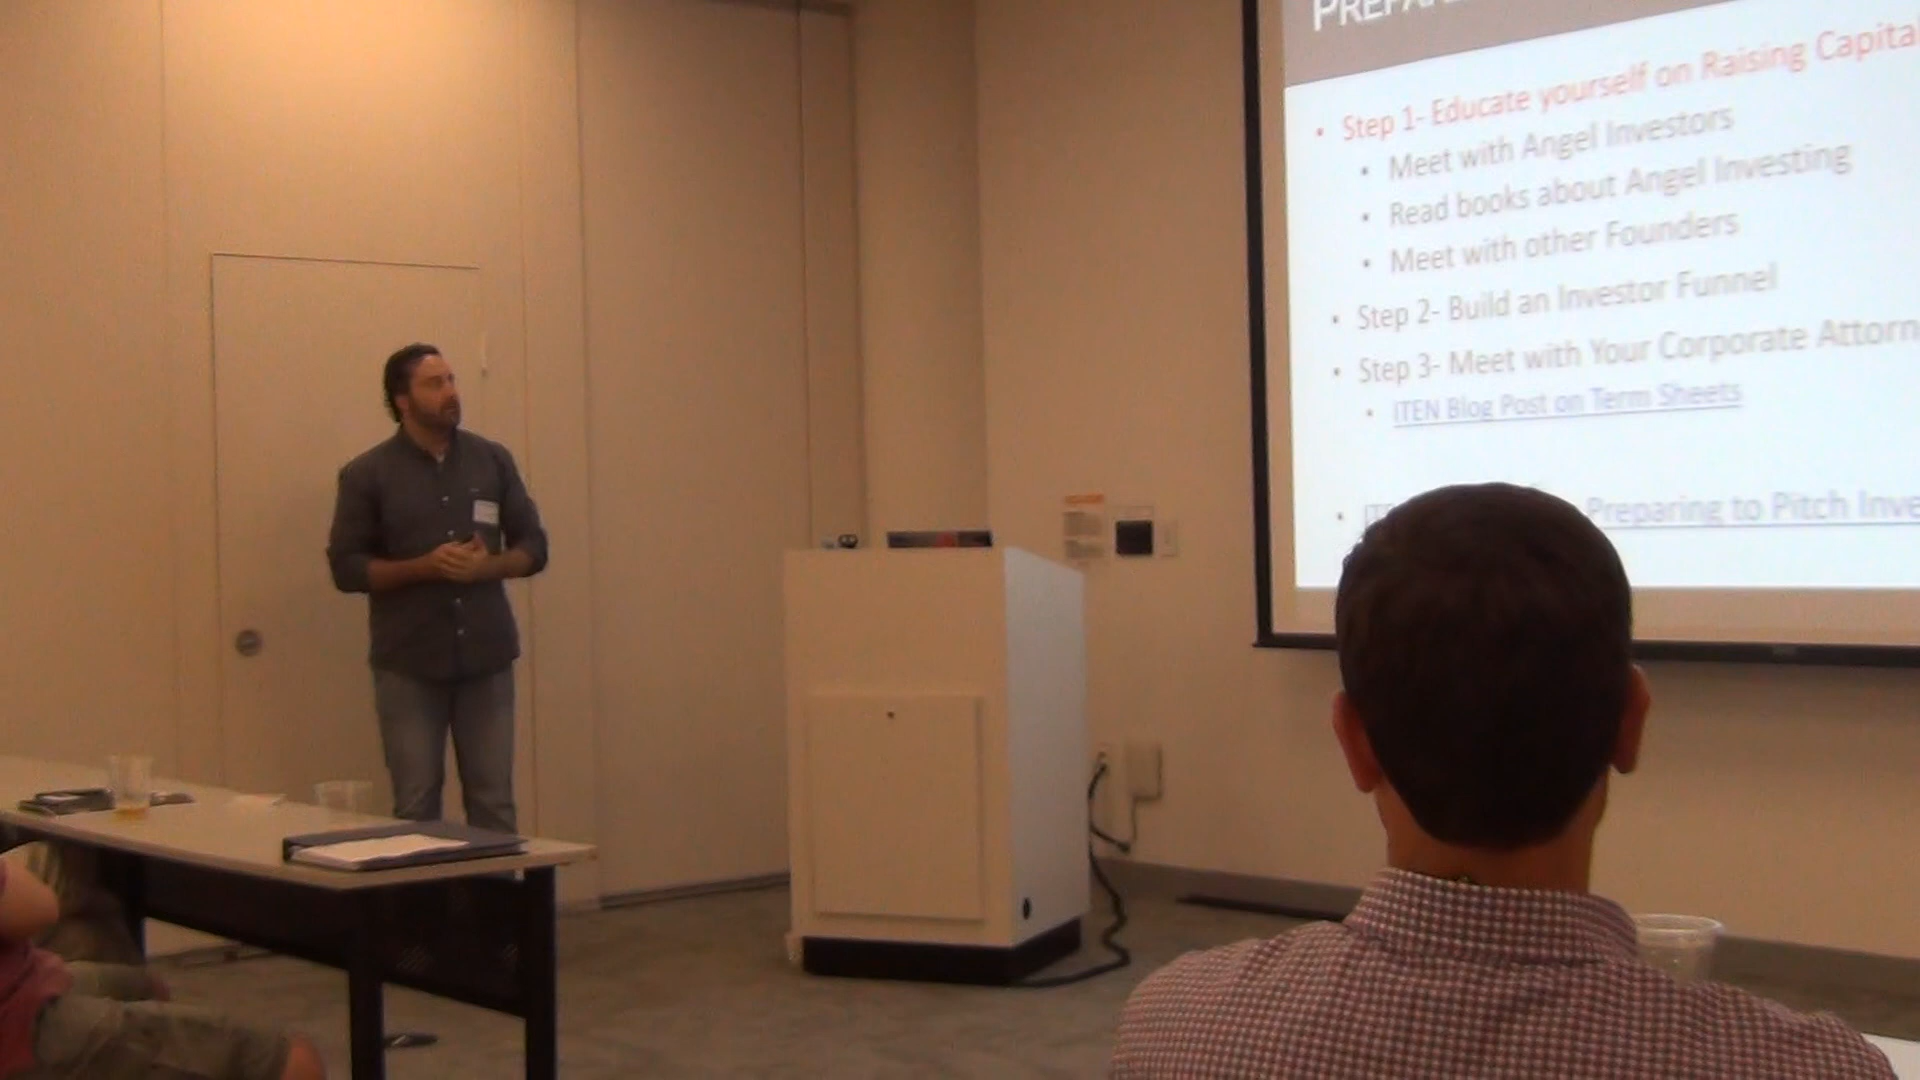 Step 1- Educate yourself on Raising Capital
Meet with Angel Investors
Read books about Angel Investing
Meet with other Founders
Step 2- Build an Investor Funnel
Step 3- Meet with Your Corporate Attorn
ITEN Blog Post on Term Sheets
Preparing to Pitch Inve